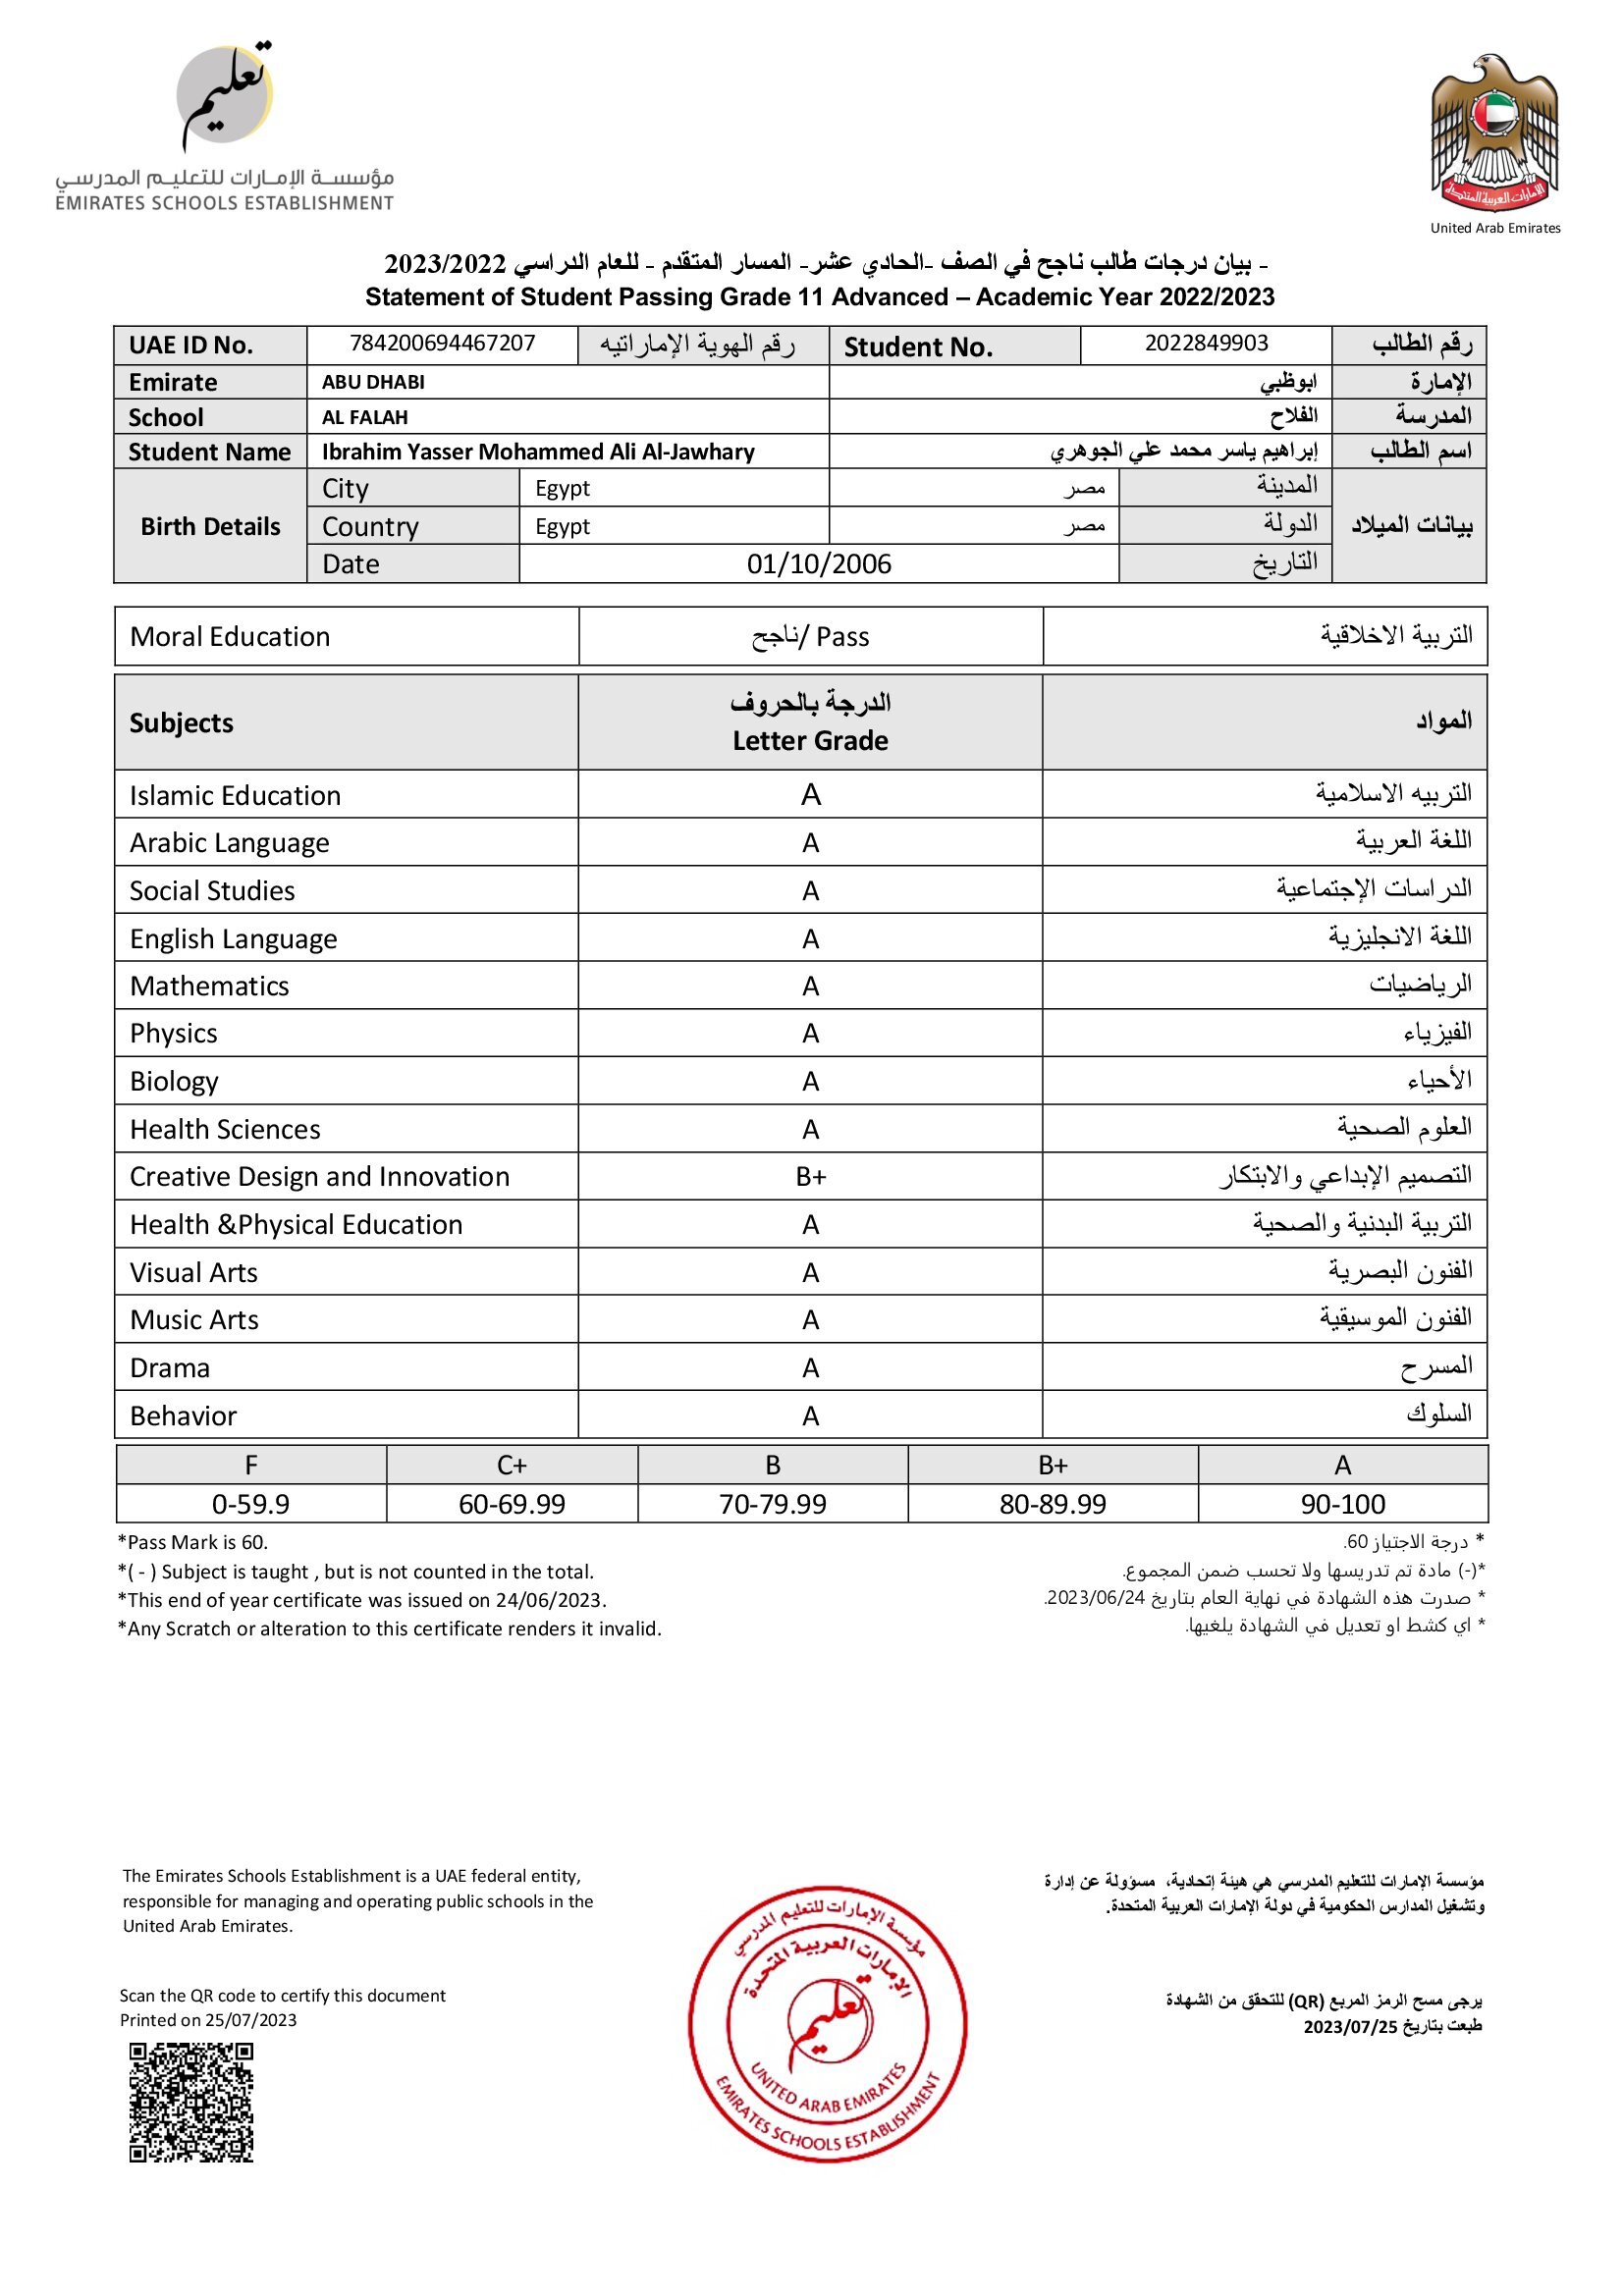 تعليم
مؤسسة الإمارات للتعليم المدرسي
EMIRATES SCHOOLS ESTABLISHMENT
الإمارات العربية المتحدة
United Arab Emirates
- بيان درجات طالب ناجح في الصف -الحادي عشر- المسار المتقدم - للعام الدراسي 2023/2022
Statement of Student Passing Grade 11 Advanced – Academic Year 2022/2023
UAE ID No. 784200694467207 رقم الهوية الإماراتيه Student No. 2022849903 رقم الطالب
Emirate ABU DHABI ابوظبي الإمارة
School AL FALAH الفلاح المدرسة
Student Name Ibrahim Yasser Mohammed Ali Al-Jawhary إبراهيم ياسر محمد علي الجوهري اسم الطالب
Birth Details City Egypt مصر المدينة بيانات الميلاد
Country Egypt مصر الدولة
Date 01/10/2006 التاريخ
Moral Education ناجح/ Pass التربية الاخلاقية
Subjects الدرجة بالحروف المواد
Letter Grade
Islamic Education A التربيه الاسلامية
Arabic Language A اللغة العربية
Social Studies A الدراسات الإجتماعية
English Language A اللغة الانجليزية
Mathematics A الرياضيات
Physics A الفيزياء
Biology A الأحياء
Health Sciences A العلوم الصحية
Creative Design and Innovation B+ التصميم الإبداعي والابتكار
Health &Physical Education A التربية البدنية والصحية
Visual Arts A الفنون البصرية
Music Arts A الفنون الموسيقية
Drama A المسرح
Behavior A السلوك
F C+ B B+ A
0-59.9 60-69.99 70-79.99 80-89.99 90-100
*Pass Mark is 60. * درجة الاجتياز 60.
*( - ) Subject is taught , but is not counted in the total. *(-) مادة تم تدريسها ولا تحسب ضمن المجموع.
*This end of year certificate was issued on 24/06/2023. * صدرت هذه الشهادة في نهاية العام بتاريخ 2023/06/24.
*Any Scratch or alteration to this certificate renders it invalid. * اي كشط او تعديل في الشهادة يلغيها.
The Emirates Schools Establishment is a UAE federal entity,
responsible for managing and operating public schools in the
United Arab Emirates.
مؤسسة الإمارات للتعليم المدرسي هي هيئة إتحادية، مسؤولة عن إدارة
وتشغيل المدارس الحكومية في دولة الإمارات العربية المتحدة.
Scan the QR code to certify this document
Printed on 25/07/2023
يرجى مسح الرمز المربع (QR) للتحقق من الشهادة
طبعت بتاريخ 2023/07/25
مؤسسة الإمارات للتعليم المدرسي
الإمارات العربية المتحدة
تعليم
UNITED ARAB EMIRATES
EMIRATES SCHOOLS ESTABLISHMENT